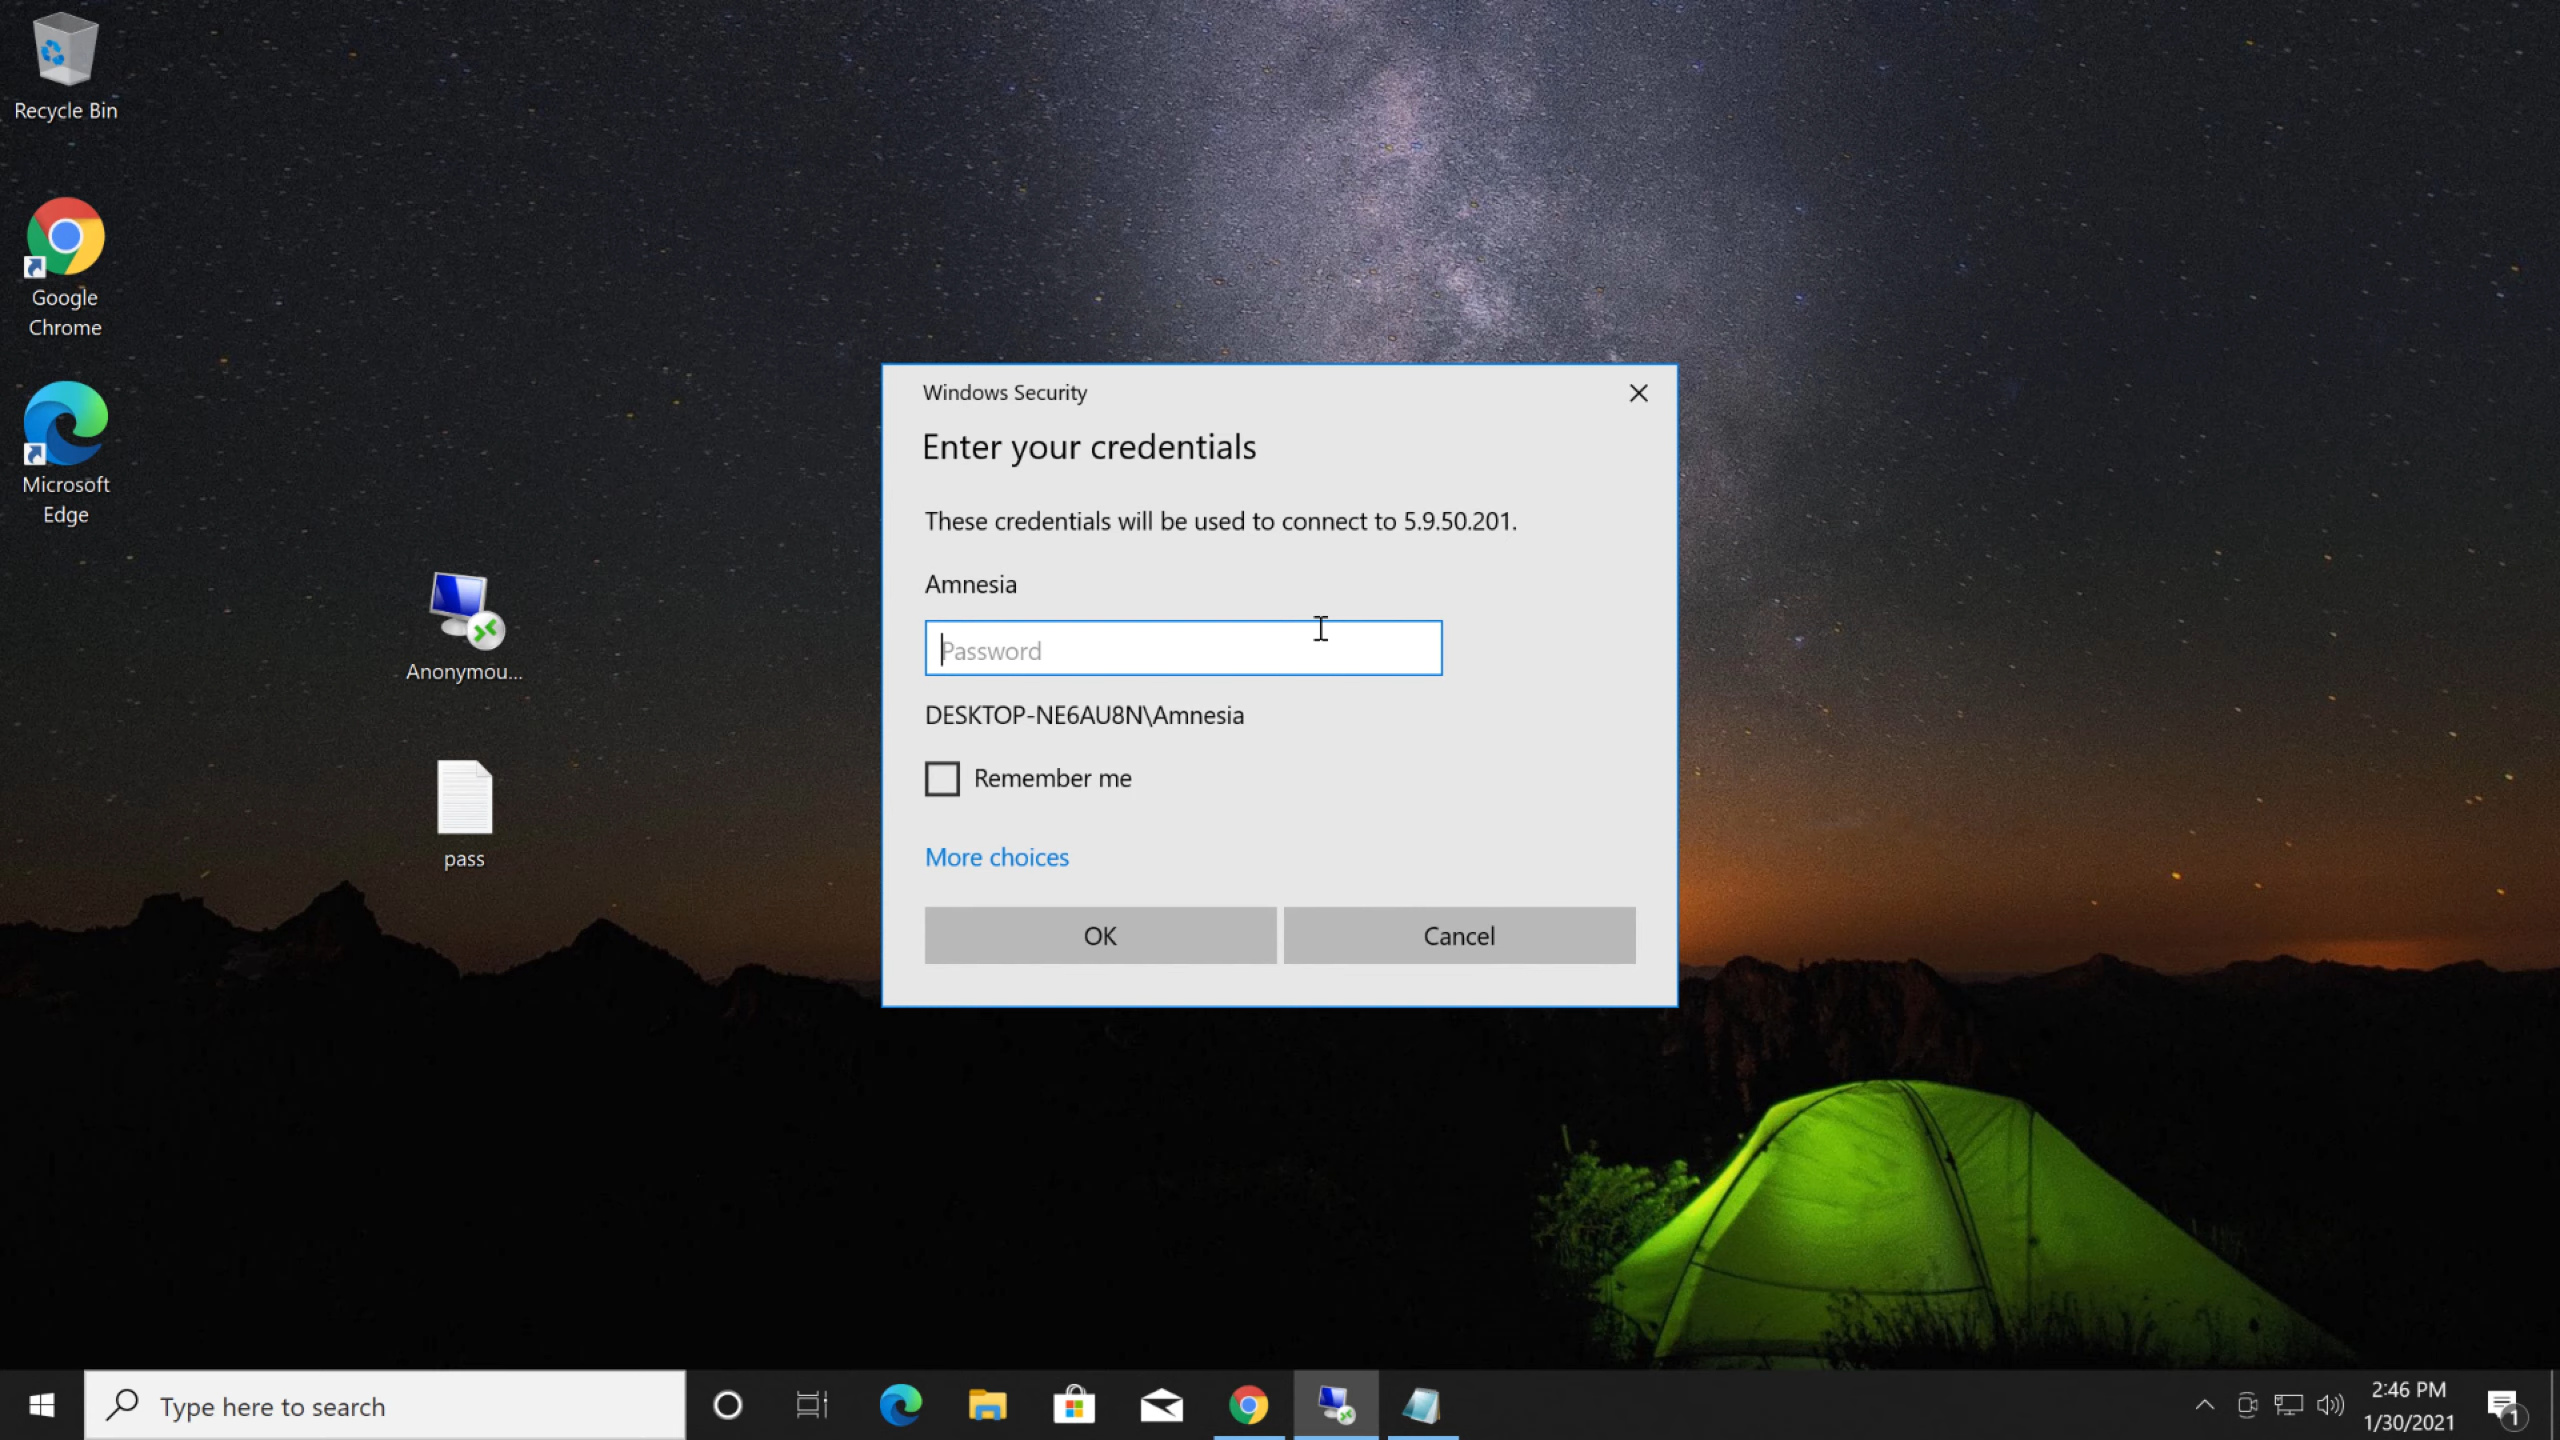 Recycle Bin
Google
Chrome
Microsoft
Edge
Anonymou...
pass
Windows Security
Enter your credentials
These credentials will be used to connect to 5.9.50.201.
Amnesia
Password
DESKTOP-NE6AU8N\Amnesia
Remember me
More choices
OK
Cancel
Type here to search
2:46 PM
1/30/2021
1